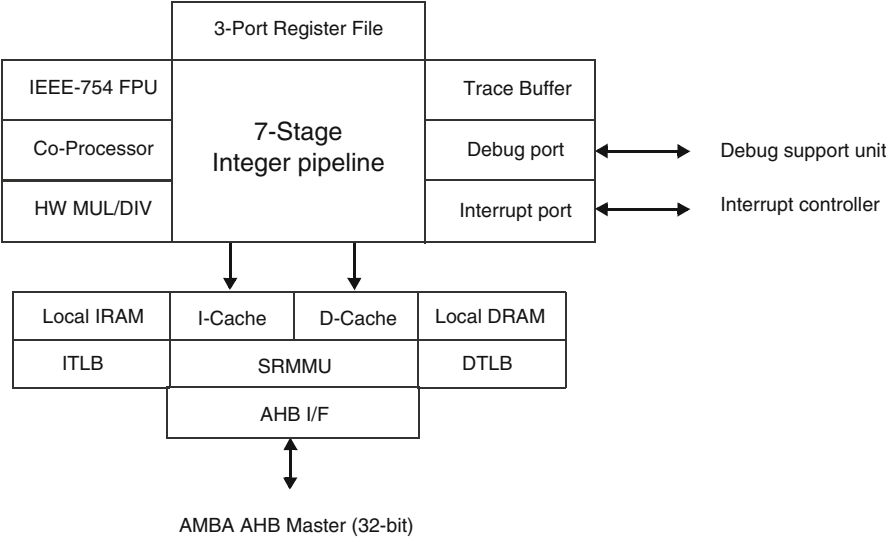 3-Port Register File
IEEE-754 FPU
Trace Buffer
7-Stage
Integer pipeline
Co-Processor
Debug port
Debug support unit
HW MUL/DIV
Interrupt port
Interrupt controller
Local IRAM
I-Cache
D-Cache
Local DRAM
ITLB
SRMMU
DTLB
AHB I/F
AMBA AHB Master (32-bit)